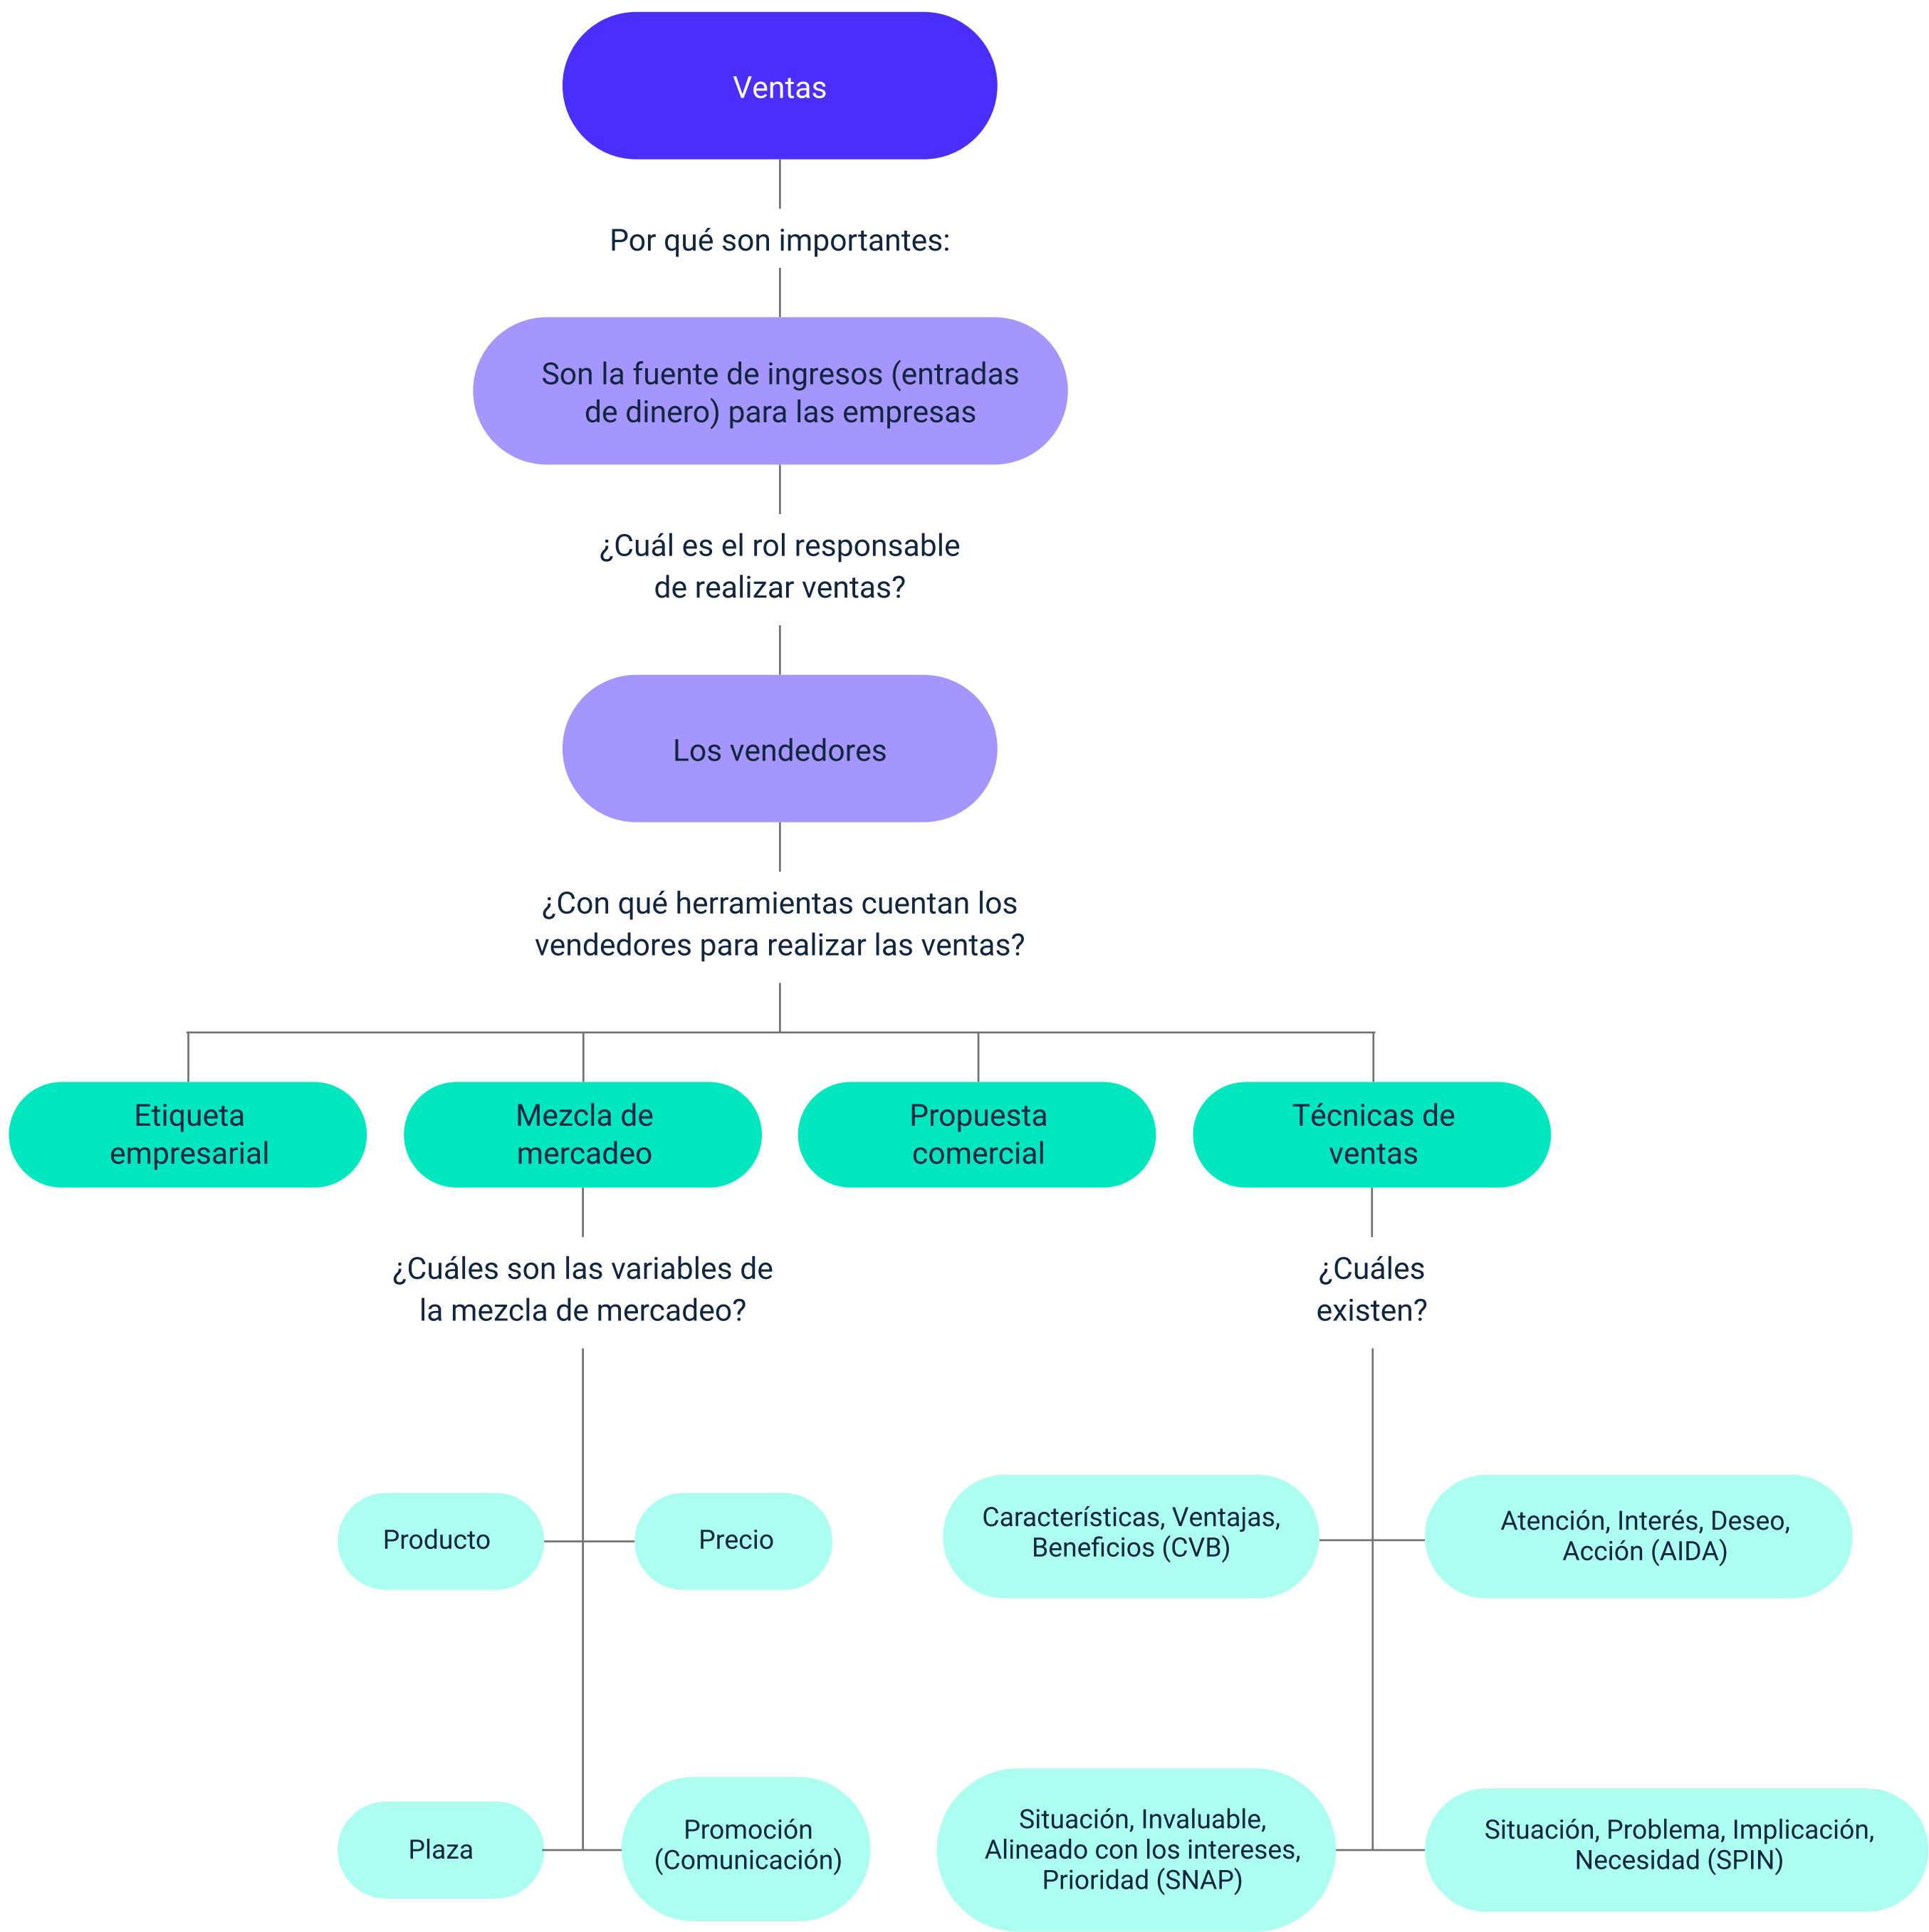 Ventas
Por qué son importantes:
Son la fuente de ingresos (entradas
de dinero) para las empresas
¿Cuál es el rol responsable
de realizar ventas?
Los vendedores
¿Con qué herramientas cuentan los
vendedores para realizar las ventas?
Etiqueta
empresarial
Mezcla de
mercadeo
Propuesta
comercial
Técnicas de
ventas
¿Cuáles son las variables de
la mezcla de mercadeo?
¿Cuáles
existen?
Producto
Precio
Características, Ventajas,
Beneficios (CVB)
Atención, Interés, Deseo,
Acción (AIDA)
Plaza
Promoción
(Comunicación)
Situación, Invaluable,
Alineado con los intereses,
Prioridad (SNAP)
Situación, Problema, Implicación,
Necesidad (SPIN)